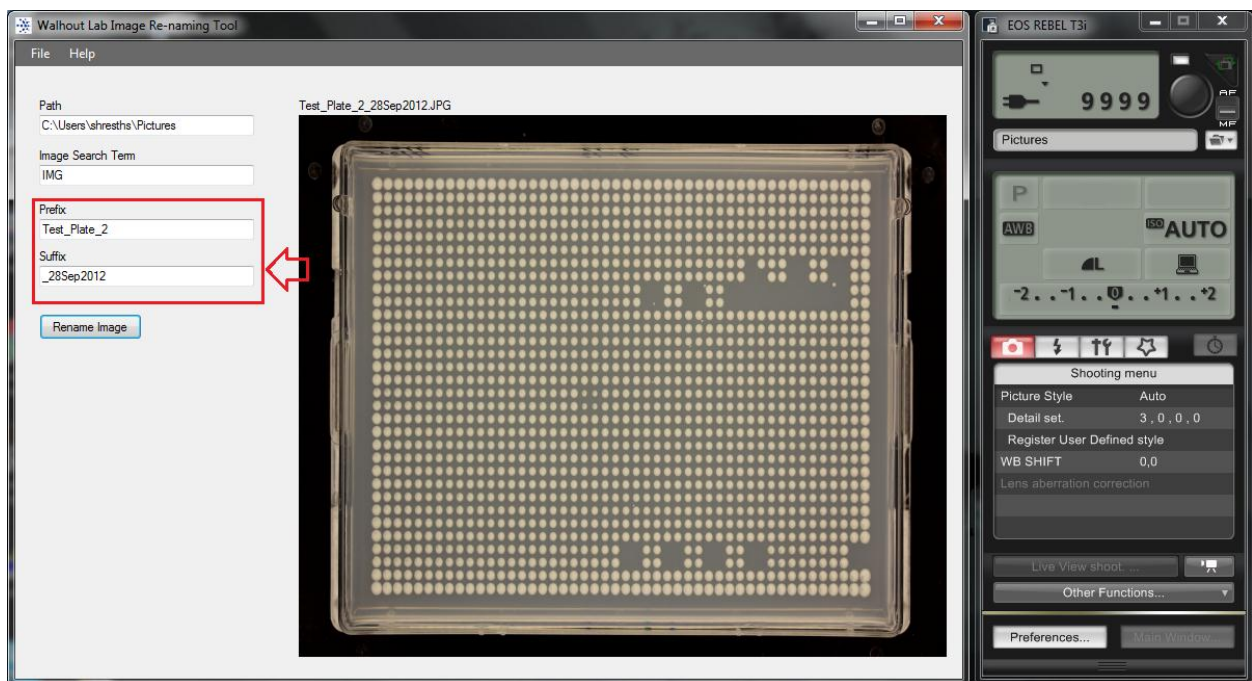 Walhout Lab Image Re-naming Tool
File Help
Path
C:\Users\shresths\Pictures
Image Search Term
IMG
Prefix
Test_Plate_2
Suffix
_28Sep2012
Rename Image
Test_Plate_2_28Sep2012.JPG
EOS REBEL T3i
9999
AF
MF
Pictures
P
AWB
ISO AUTO
L
-2..-1..0..+1..+2
Shooting menu
Picture Style Auto
Detail set. 3 , 0 , 0 , 0
Register User Defined style
WB SHIFT 0,0
Lens aberration correction
Live View shoot. ...
Other Functions...
Preferences... Main Window...